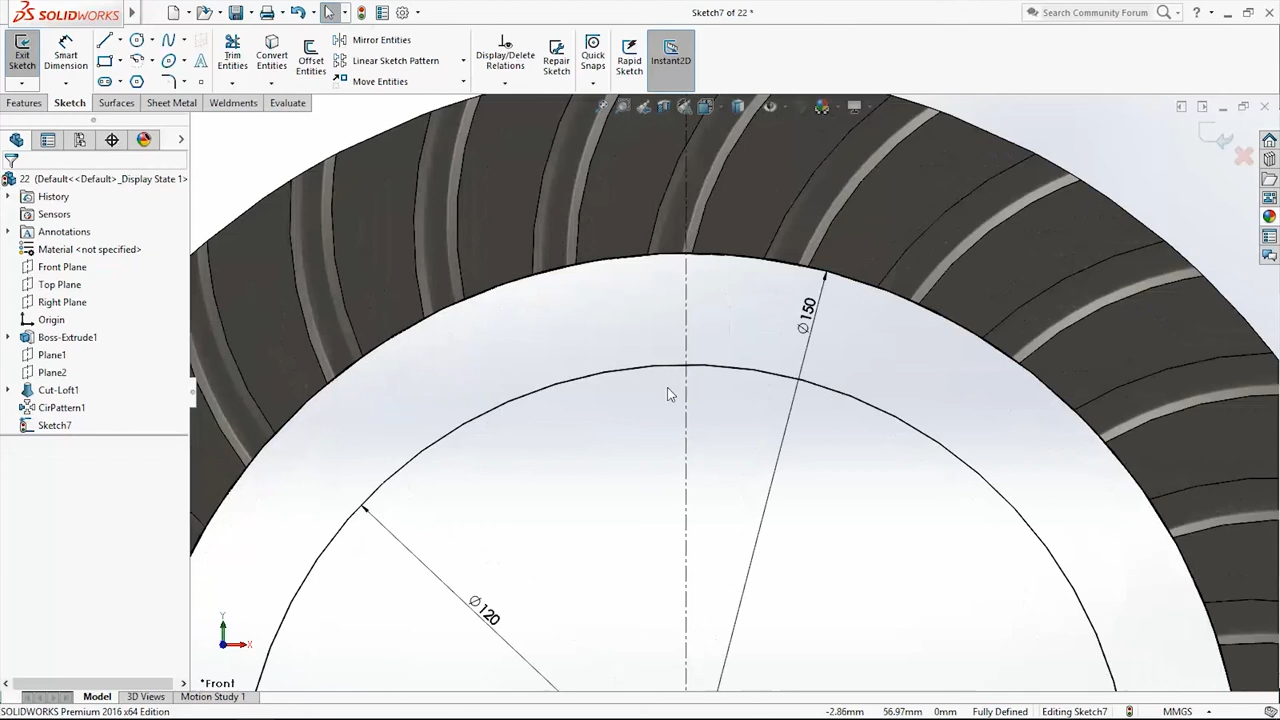 SOLIDWORKS
Sketch7 of 22 *
Search Community Forum
?
Exit Sketch
Smart Dimension
Trim Entities
Convert Entities
Offset Entities
Mirror Entities
Linear Sketch Pattern
Move Entities
Display/Delete Relations
Repair Sketch
Quick Snaps
Rapid Sketch
Instant2D
Features
Sketch
Surfaces
Sheet Metal
Weldments
Evaluate
22 (Default<<Default>_Display State 1>
History
Sensors
Annotations
Material <not specified>
Front Plane
Top Plane
Right Plane
Origin
Boss-Extrude1
Plane1
Plane2
Cut-Loft1
CirPattern1
Sketch7
∅150
∅120
Y
X
*Front
Model
3D Views
Motion Study 1
SOLIDWORKS Premium 2016 x64 Edition
-2.86mm
56.97mm
0mm
Fully Defined
Editing Sketch7
MMGS